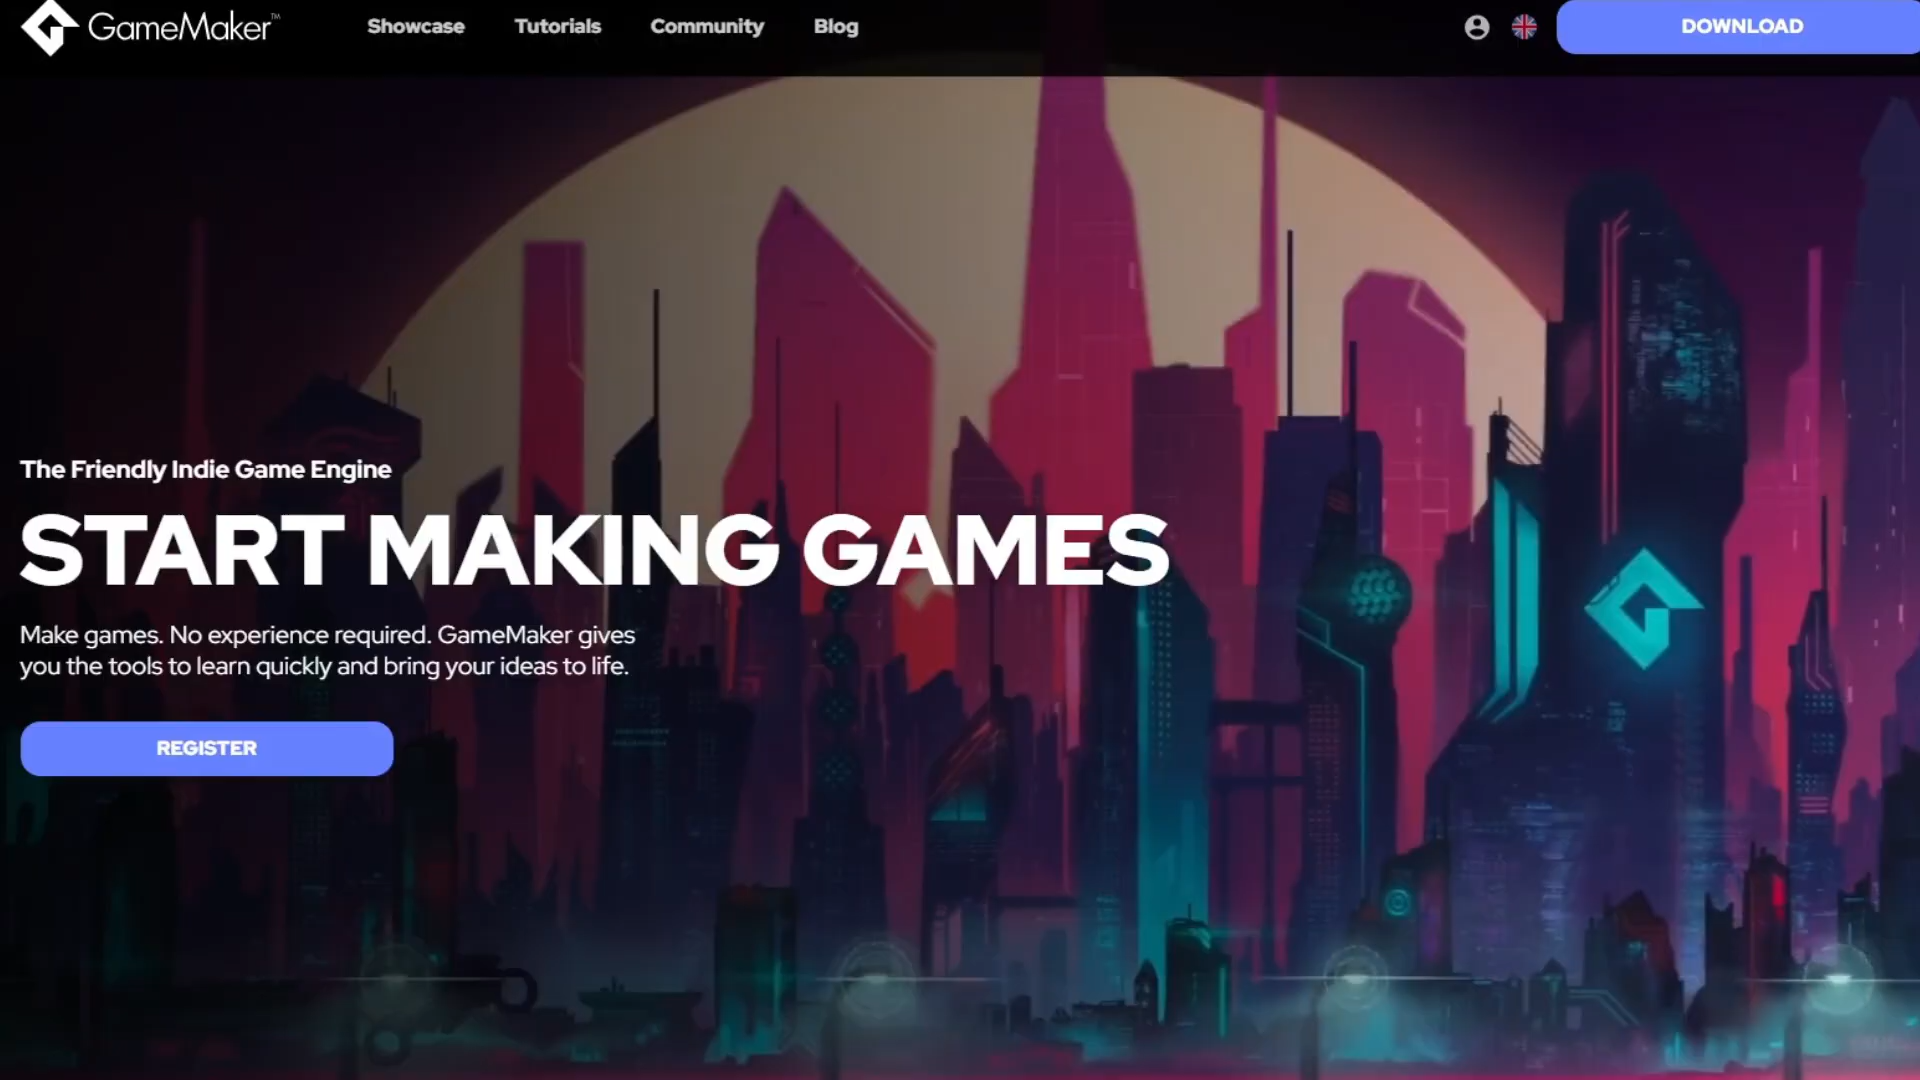 GameMaker™
Showcase
Tutorials
Community
Blog
DOWNLOAD
The Friendly Indie Game Engine
START MAKING GAMES
Make games. No experience required. GameMaker gives
you the tools to learn quickly and bring your ideas to life.
REGISTER